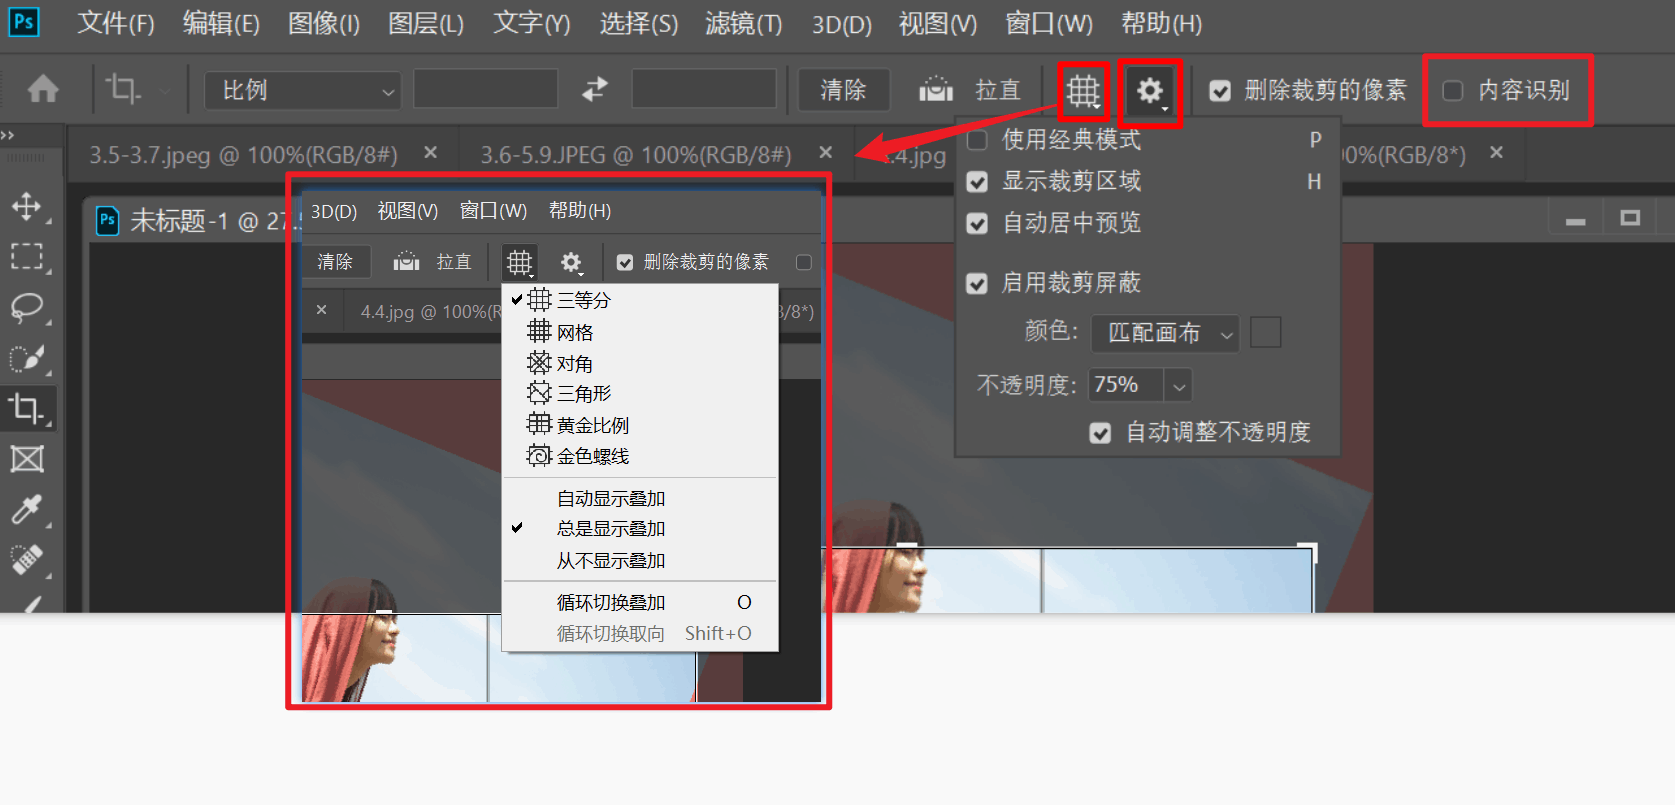 Ps 文件(F) 编辑(E) 图像(I) 图层(L) 文字(Y) 选择(S) 滤镜(T) 3D(D) 视图(V) 窗口(W) 帮助(H)
比例 清除 拉直 删除裁剪的像素 内容识别
3.5-3.7.jpeg @ 100%(RGB/8#) × 3.6-5.9.JPEG @ 100%(RGB/8#) × .4.jpg 00%(RGB/8*) ×
使用经典模式 P
显示裁剪区域 H
自动居中预览
启用裁剪屏蔽
颜色: 匹配画布
不透明度: 75%
自动调整不透明度
Ps 未标题-1 @ 27.5
3D(D) 视图(V) 窗口(W) 帮助(H)
清除 拉直 删除裁剪的像素
× 4.4.jpg @ 100%(R /8*)
三等分
网格
对角
三角形
黄金比例
金色螺线
自动显示叠加
总是显示叠加
从不显示叠加
循环切换叠加 O
循环切换取向 Shift+O